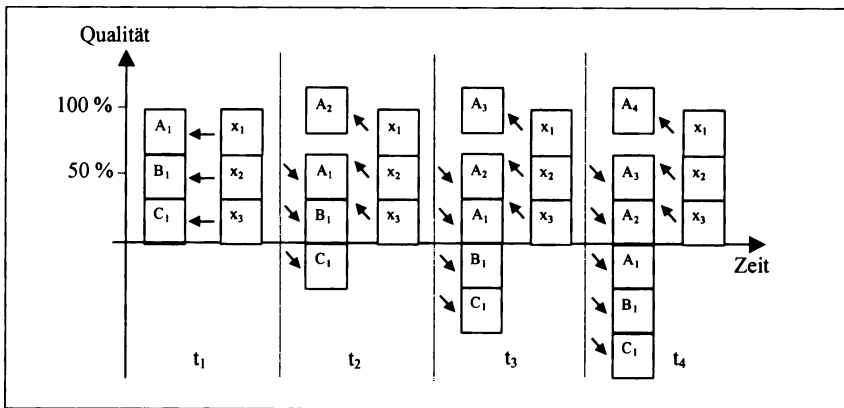 Qualität
100 %
50 %
A₁
B₁
C₁
x₁
x₂
x₃
t₁
A₂
A₁
B₁
C₁
x₁
x₂
x₃
t₂
A₃
A₂
A₁
B₁
C₁
x₁
x₂
x₃
t₃
A₄
A₃
A₂
A₁
B₁
C₁
x₁
x₂
x₃
t₄
Zeit